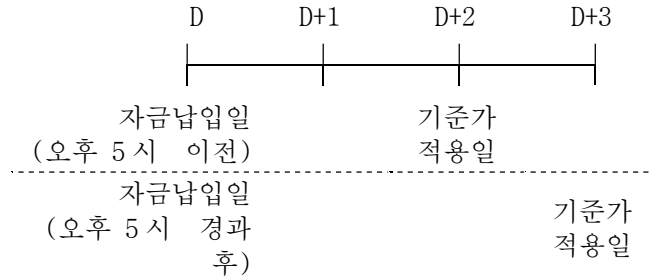 D D+1 D+2 D+3
자금납입일 기준가
(오후 5시 이전) 적용일
자금납입일
(오후 5시 경과 기준가
후) 적용일